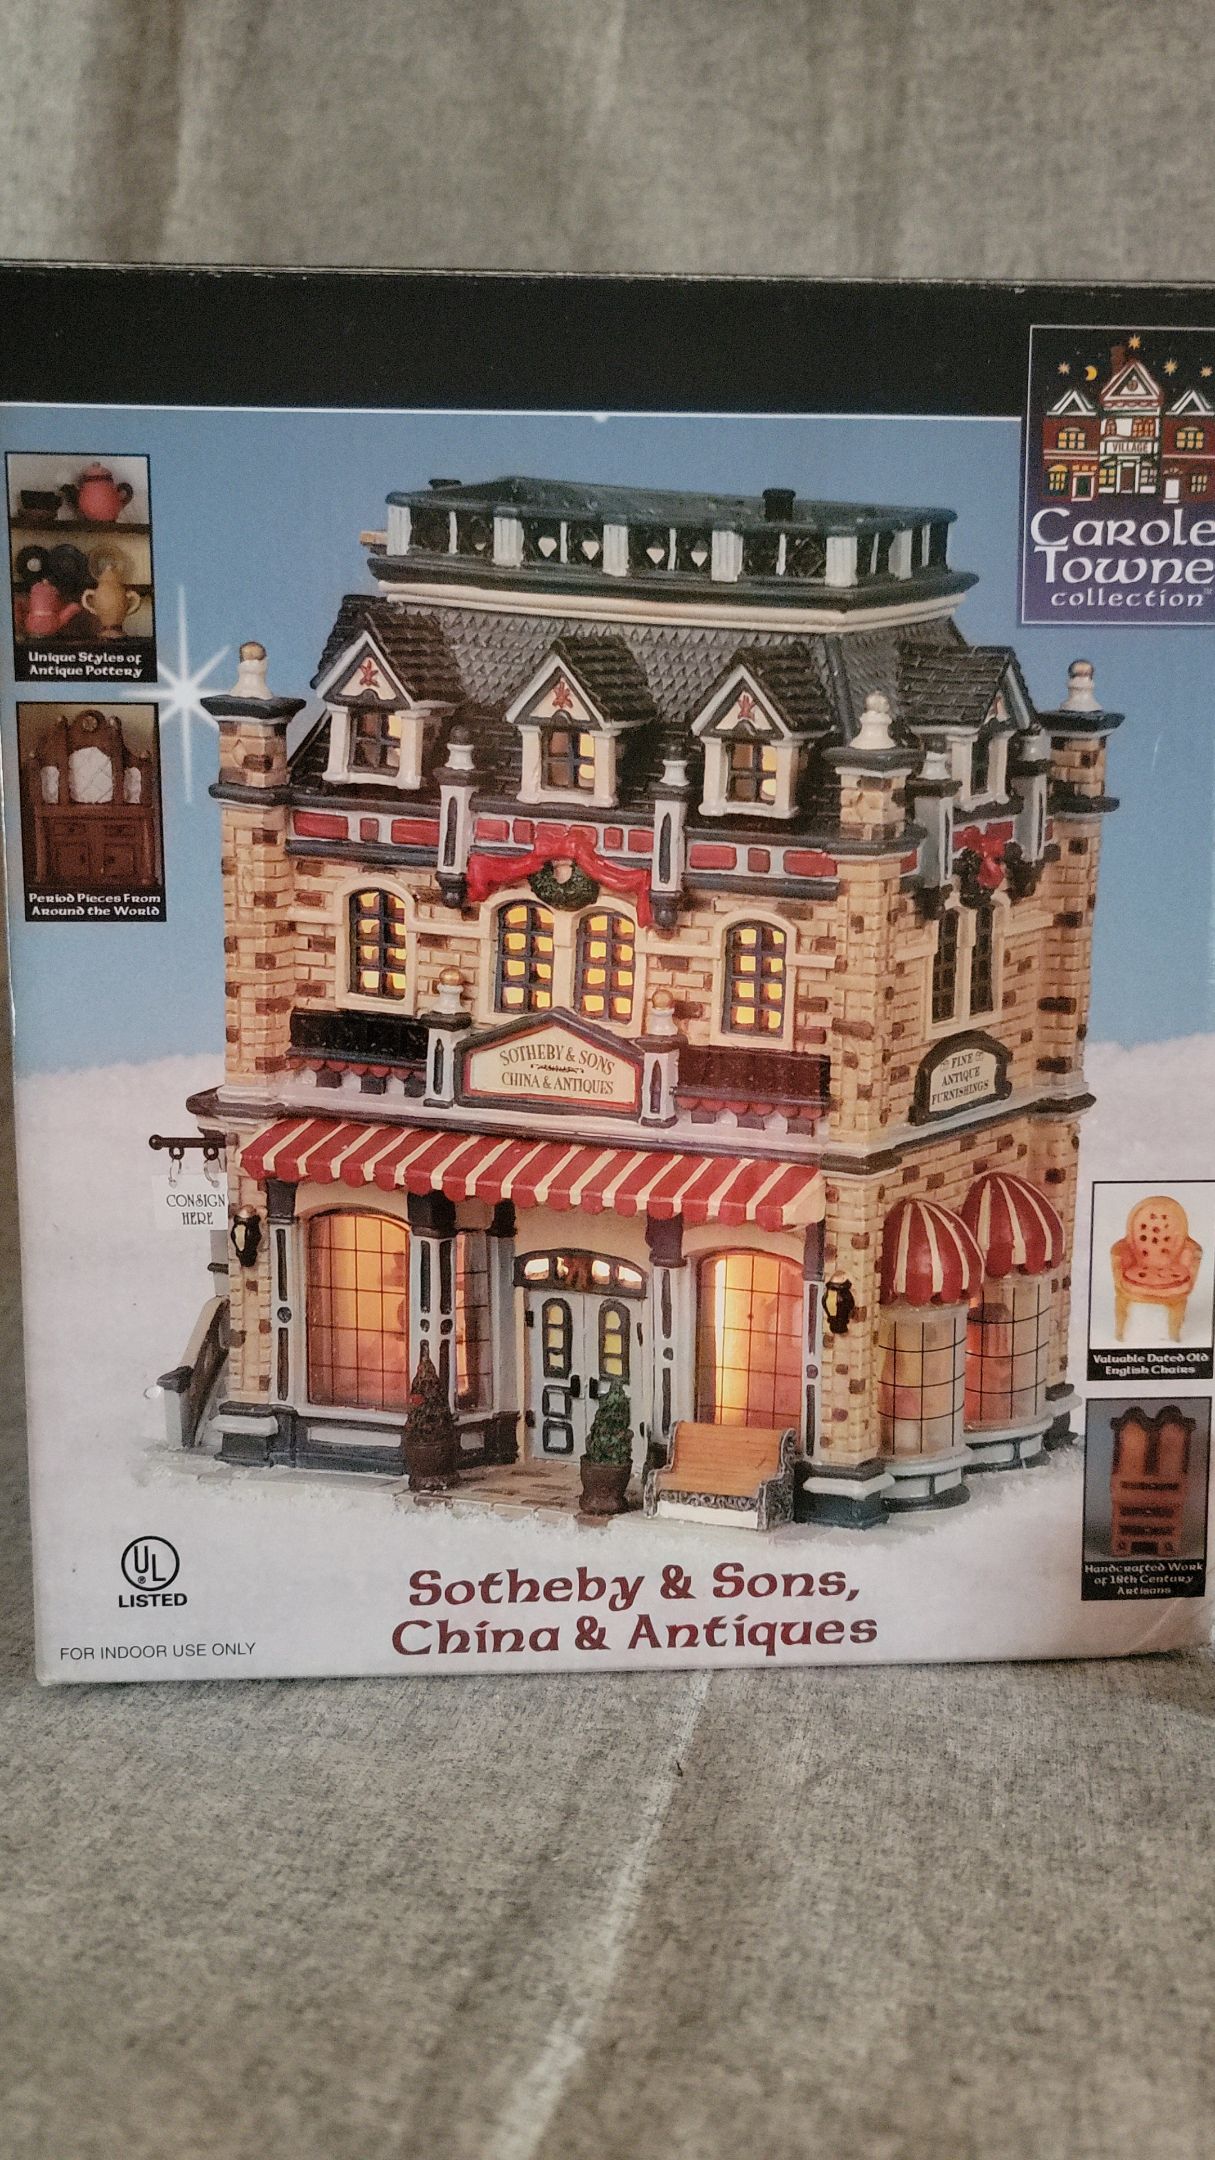 VILLAGE
Carole
Towne
collection™
Unique Styles of
Antique Pottery
Period Pieces From
Around the World
SOTHEBY & SONS
CHINA & ANTIQUES
FINE
ANTIQUE
FURNISHINGS
CONSIGN
HERE
Valuable Dated Old
English Chairs
Handcrafted Work
of 18th Century
Artisans
UL
®
LISTED
Sotheby & Sons,
China & Antiques
FOR INDOOR USE ONLY